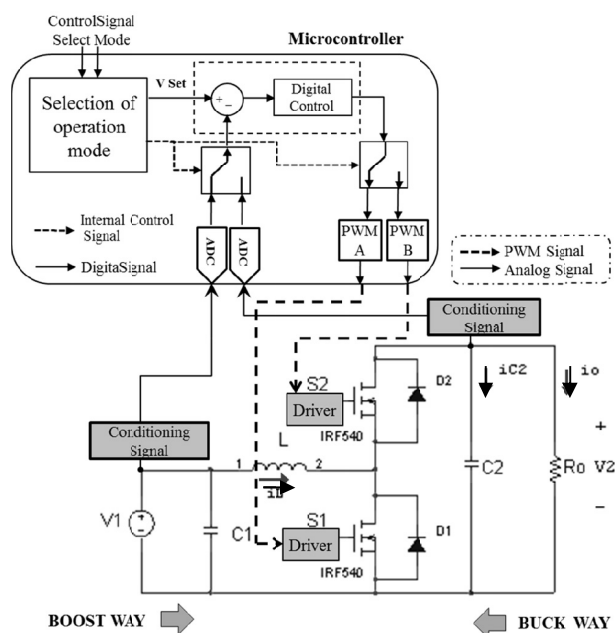 ControlSignal
Select Mode
Microcontroller
Selection of
operation
mode
V Set
+
−
Digital
Control
Internal Control
Signal
DigitaSignal
ADC
ADC
PWM
A
PWM
B
PWM Signal
Analog Signal
Conditioning
Signal
Conditioning
Signal
S2
Driver
IRF540
D2
iC2
io
L
1
2
iL
C2
Ro
+
V2
−
V1
C1
S1
Driver
IRF540
D1
BOOST WAY
BUCK WAY